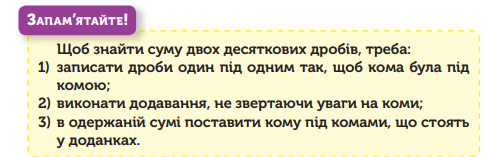 Запам'ятайте!
Щоб знайти суму двох десяткових дробів, треба:
1) записати дроби один під одним так, щоб кома була під
комою;
2) виконати додавання, не звертаючи уваги на коми;
3) в одержаній сумі поставити кому під комами, що стоять
у доданках.